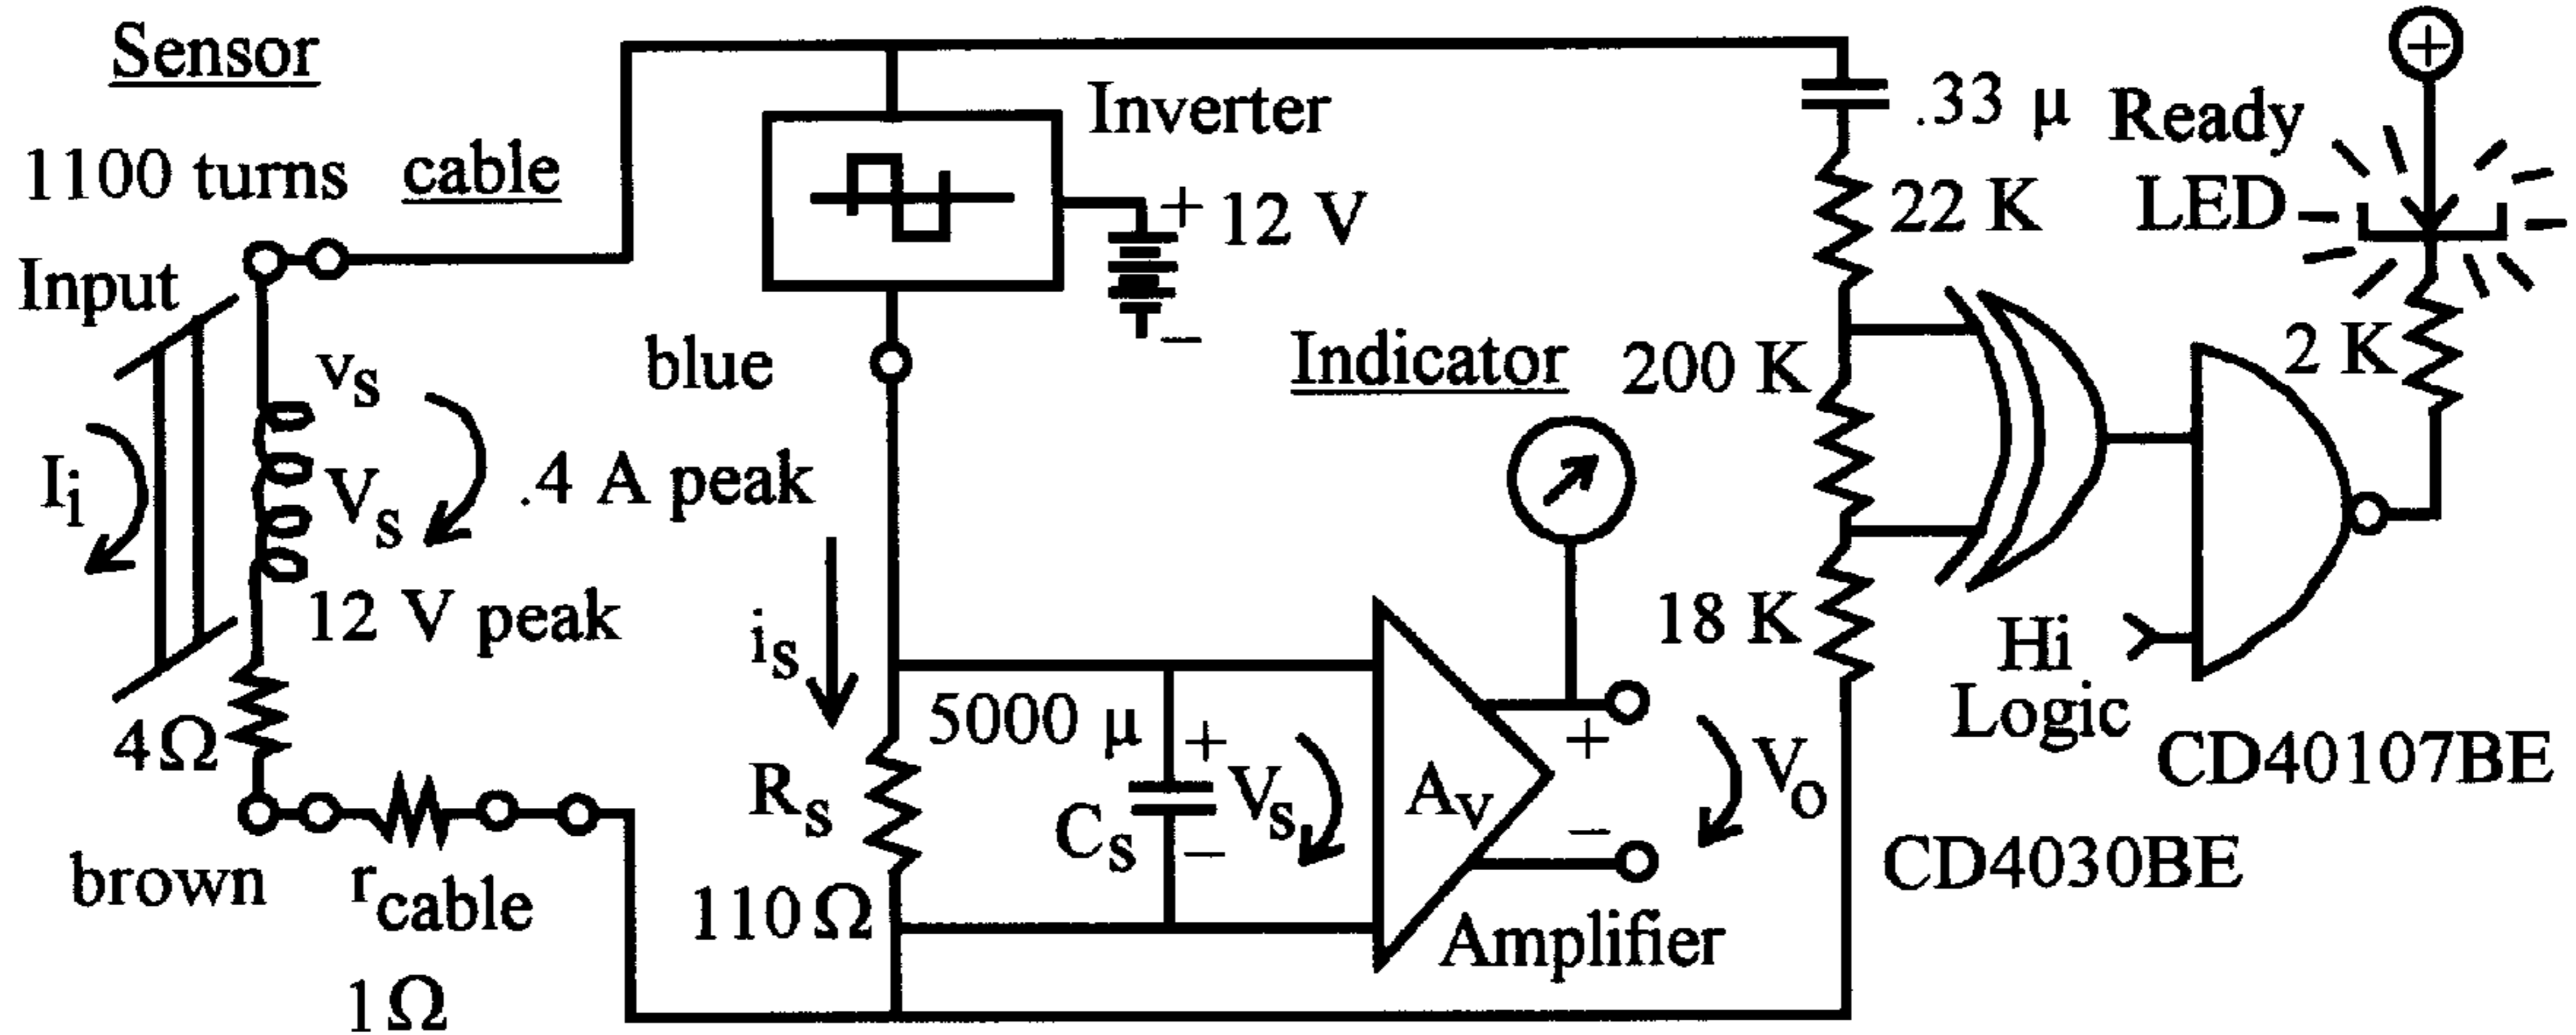 Sensor
1100 turns
cable
Input
v_s
I_i
V_s
.4 A peak
12 V peak
4Ω
brown
r_cable
1Ω
Inverter
+
12 V
−
blue
i_s
R_s
110Ω
5000 μ
C_s
+
−
V_s
A_V
Amplifier
Indicator
+
−
V_o
.33 μ
22 K
200 K
18 K
Ready
LED
+
2 K
Hi
Logic
CD40107BE
CD4030BE